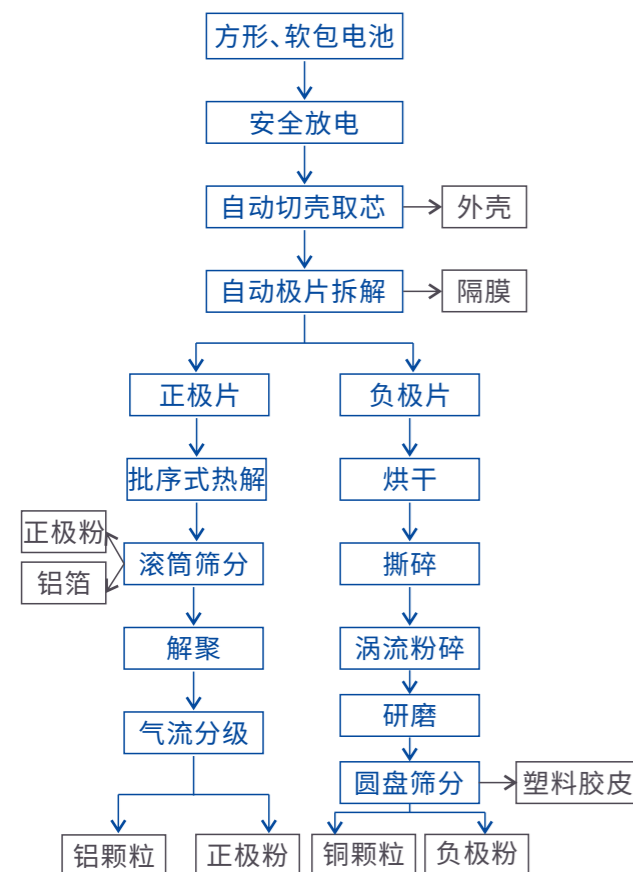 方形、软包电池
安全放电
自动切壳取芯
外壳
自动极片拆解
隔膜
正极片
负极片
批序式热解
烘干
正极粉
铝箔
滚筒筛分
撕碎
解聚
涡流粉碎
气流分级
研磨
圆盘筛分
塑料胶皮
铝颗粒
正极粉
铜颗粒
负极粉